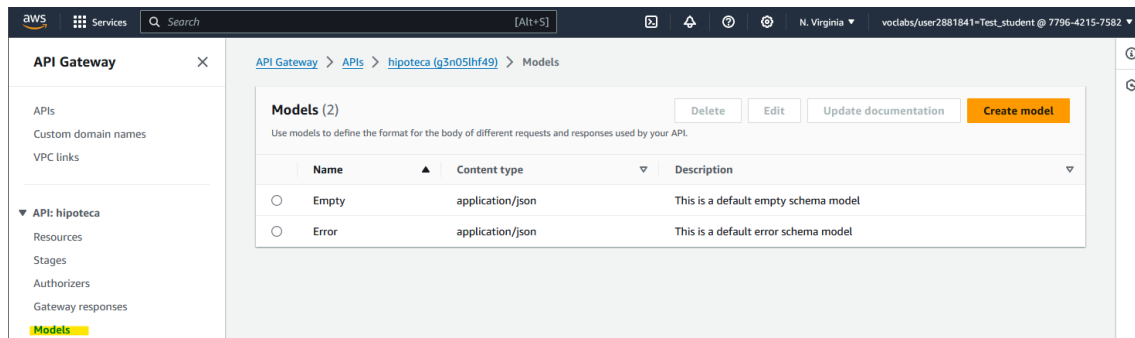 aws Services Search [Alt+S] N. Virginia voclabs/user2881841=Test_student @ 7796-4215-7582
API Gateway
APIs
Custom domain names
VPC links
API: hipoteca
Resources
Stages
Authorizers
Gateway responses
Models
API Gateway > APIs > hipoteca (g3n05lhf49) > Models
Models (2) Delete Edit Update documentation Create model
Use models to define the format for the body of different requests and responses used by your API.
Name Content type Description
Empty application/json This is a default empty schema model
Error application/json This is a default error schema model